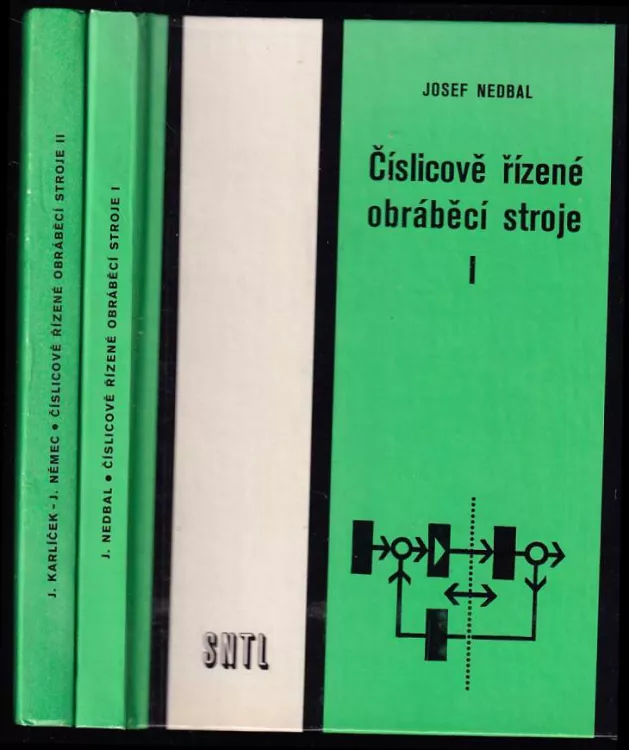 J. KARLÍČEK - J. NĚMEC • ČÍSLICOVĚ ŘÍZENÉ OBRÁBĚCÍ STROJE II
J. NEDBAL • ČÍSLICOVĚ ŘÍZENÉ OBRÁBĚCÍ STROJE I
SNTL
JOSEF NEDBAL
Číslicově řízené
obráběcí stroje
I